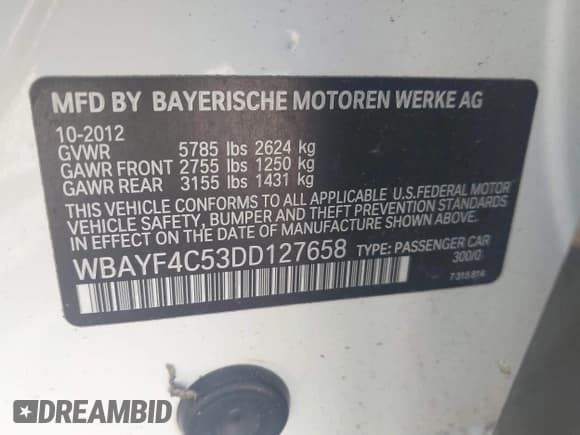 MFD BY BAYERISCHE MOTOREN WERKE AG
10-2012
GVWR 5785 lbs 2624 kg
GAWR FRONT 2755 lbs 1250 kg
GAWR REAR 3155 lbs 1431 kg
THIS VEHICLE CONFORMS TO ALL APPLICABLE U.S.FEDERAL MOTOR
VEHICLE SAFETY, BUMPER AND THEFT PREVENTION STANDARDS
IN EFFECT ON THE DATE OF MANUFACTURE SHOWN ABOVE.
WBAYF4C53DD127658 TYPE: PASSENGER CAR
300/0
DREAMBID